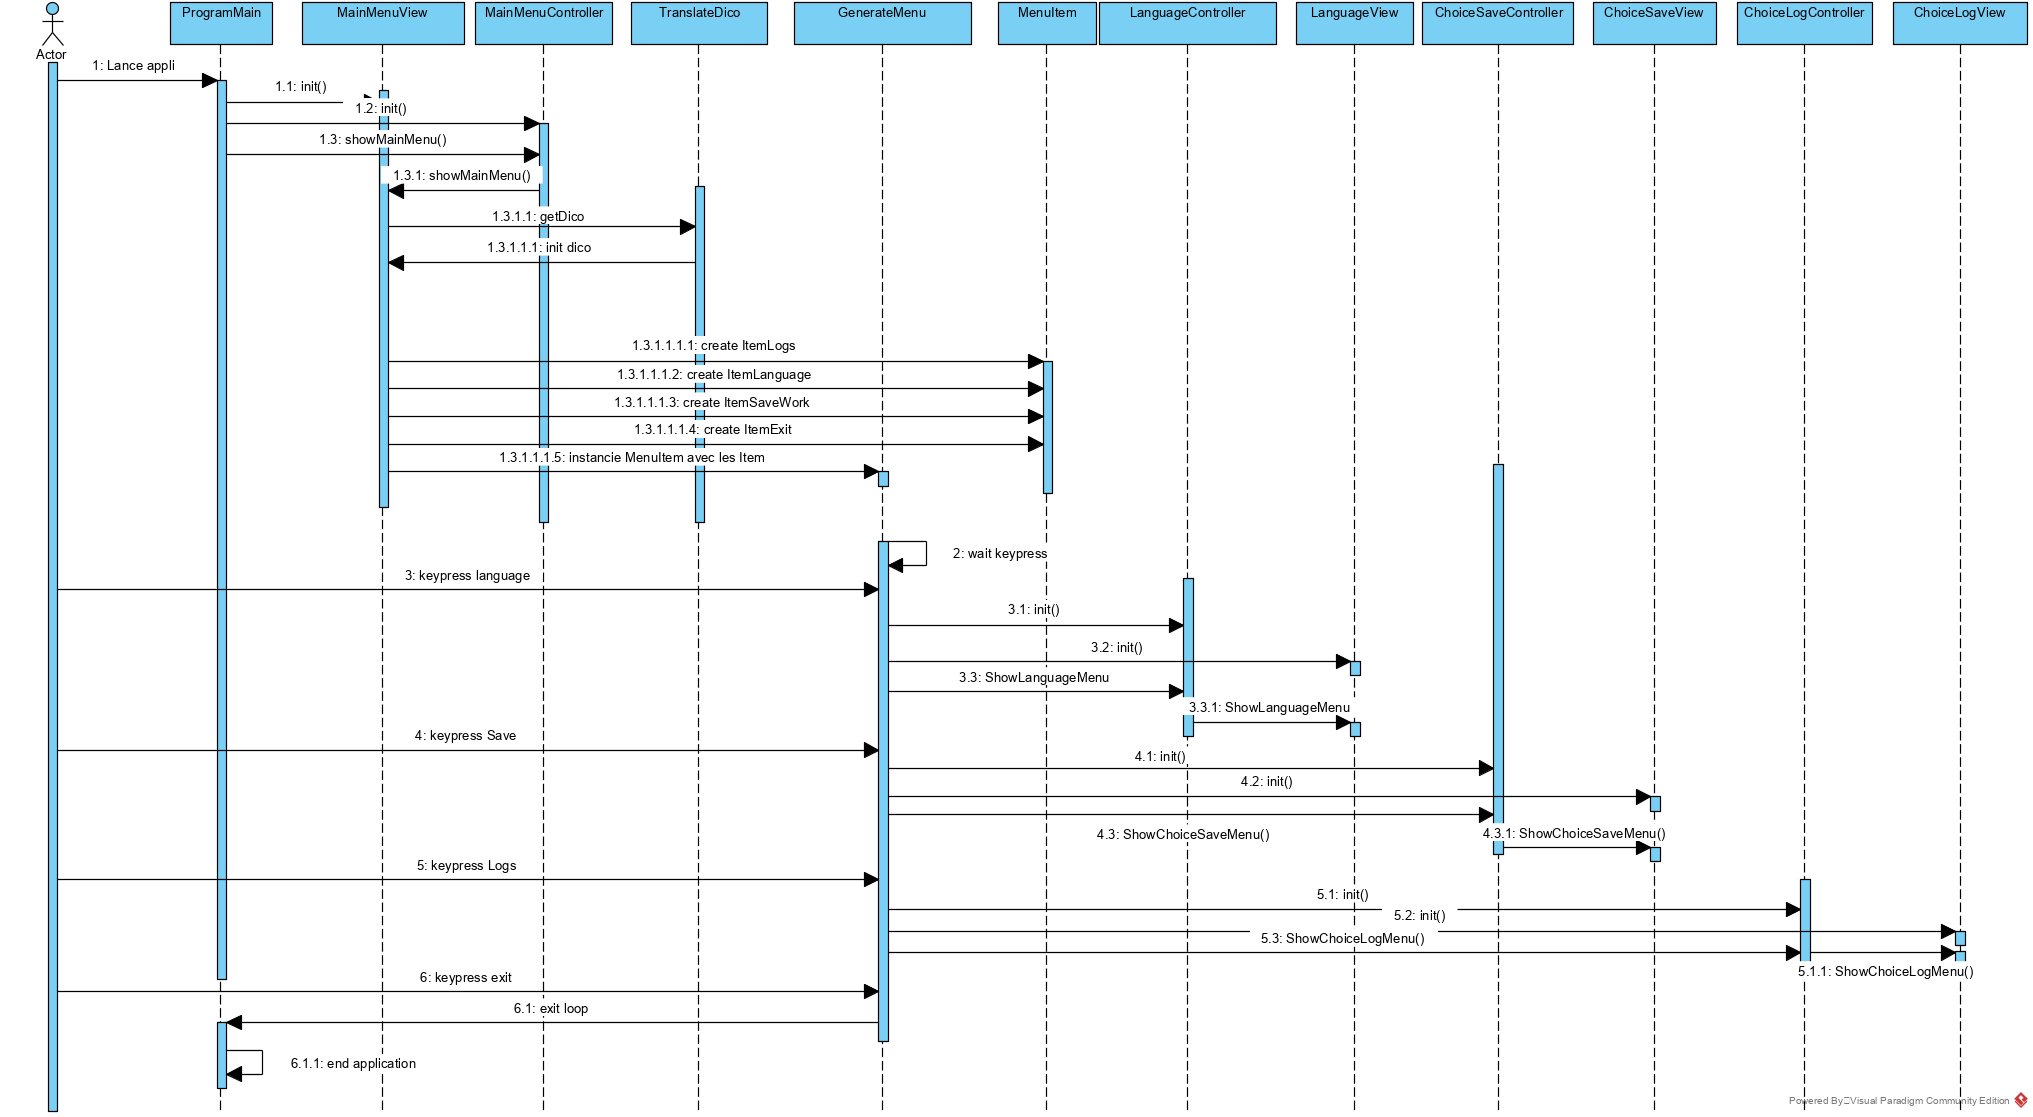 ProgramMain
MainMenuView
MainMenuController
TranslateDico
GenerateMenu
MenuItem
LanguageController
LanguageView
ChoiceSaveController
ChoiceSaveView
ChoiceLogController
ChoiceLogView
Actor
1: Lance appli
1.1: init()
1.2: init()
1.3: showMainMenu()
1.3.1: showMainMenu()
1.3.1.1: getDico
1.3.1.1.1: init dico
1.3.1.1.1.1: create ItemLogs
1.3.1.1.1.2: create ItemLanguage
1.3.1.1.1.3: create ItemSaveWork
1.3.1.1.1.4: create ItemExit
1.3.1.1.1.5: instancie MenuItem avec les Item
2: wait keypress
3: keypress language
3.1: init()
3.2: init()
3.3: ShowLanguageMenu
3.3.1: ShowLanguageMenu
4: keypress Save
4.1: init()
4.2: init()
4.3: ShowChoiceSaveMenu()
4.3.1: ShowChoiceSaveMenu()
5: keypress Logs
5.1: init()
5.2: init()
5.3: ShowChoiceLogMenu()
5.1.1: ShowChoiceLogMenu()
6: keypress exit
6.1: exit loop
6.1.1: end application
Powered By Visual Paradigm Community Edition